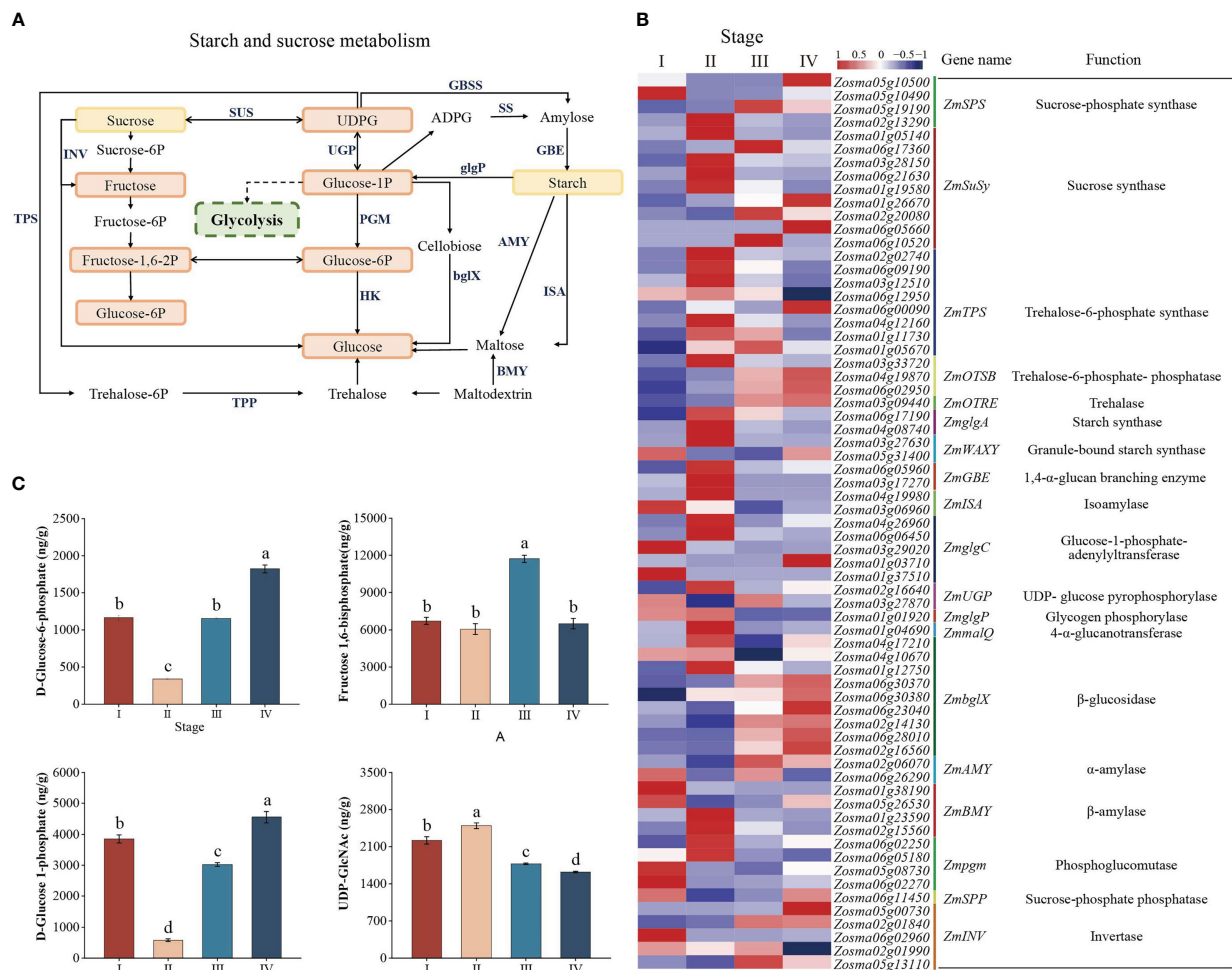 A
Starch and sucrose metabolism
GBSS
SUS
SS
Sucrose
UDPG
ADPG
Amylose
INV
Sucrose-6P
UGP
GBE
glgP
Fructose
Glucose-1P
Starch
TPS
Fructose-6P
Glycolysis
PGM
AMY
Cellobiose
Fructose-1,6-2P
Glucose-6P
bglX
ISA
HK
Glucose-6P
Glucose
Maltose
BMY
Trehalose-6P
TPP
Trehalose
Maltodextrin
B
Stage
I II III IV
1 0.5 0 −0.5−1
Gene name Function
Zosma05g10500
Zosma05g10490
Zosma05g19190
Zosma02g13290
Zosma01g05140
Zosma06g17360
Zosma03g28150
Zosma06g21630
Zosma01g19580
Zosma01g26670
Zosma02g20080
Zosma06g05660
Zosma06g10520
Zosma02g02740
Zosma06g09190
Zosma03g12510
Zosma06g12950
Zosma06g00090
Zosma04g12160
Zosma01g11730
Zosma01g05670
Zosma03g33720
Zosma04g19870
Zosma06g02950
Zosma03g09440
Zosma06g17190
Zosma04g08740
Zosma03g27630
Zosma05g31400
Zosma06g05960
Zosma03g17270
Zosma04g19980
Zosma03g06960
Zosma04g26960
Zosma06g06450
Zosma03g29020
Zosma01g03710
Zosma01g37510
Zosma02g16640
Zosma03g27870
Zosma01g01920
Zosma01g04690
Zosma04g17210
Zosma04g10670
Zosma01g12750
Zosma06g30370
Zosma06g30380
Zosma06g23040
Zosma02g14130
Zosma06g28010
Zosma02g16560
Zosma02g06070
Zosma06g26290
Zosma01g38190
Zosma05g26530
Zosma01g23590
Zosma02g15560
Zosma06g02250
Zosma06g05180
Zosma05g08730
Zosma06g02270
Zosma06g11450
Zosma05g00730
Zosma02g01840
Zosma06g02960
Zosma02g01990
Zosma05g13110
ZmSPS Sucrose-phosphate synthase
ZmSuSy Sucrose synthase
ZmTPS Trehalose-6-phosphate synthase
ZmOTSB Trehalose-6-phosphate- phosphatase
ZmOTRE Trehalase
ZmglgA Starch synthase
ZmWAXY Granule-bound starch synthase
ZmGBE 1,4-α-glucan branching enzyme
ZmISA Isoamylase
ZmglgC Glucose-1-phosphate-
adenylyltransferase
ZmUGP UDP- glucose pyrophosphorylase
ZmglgP Glycogen phosphorylase
ZmmalQ 4-α-glucanotransferase
ZmbglX β-glucosidase
ZmAMY α-amylase
ZmBMY β-amylase
Zmpgm Phosphoglucomutase
ZmSPP Sucrose-phosphate phosphatase
ZmINV Invertase
C
D-Glucose-6-phosphate (ng/g)
2500
2000
1500
1000
500
0
b c b a
I II III IV
Stage
Fructose 1,6-bisphosphate(ng/g)
15000
12000
9000
6000
3000
0
b b a b
I II III IV
A
D-Glucose 1-phosphate (ng/g)
6000
5000
4000
3000
2000
1000
0
b d c a
I II III IV
UDP-GlcNAc (ng/g)
3500
2800
2100
1400
700
0
b a c d
I II III IV